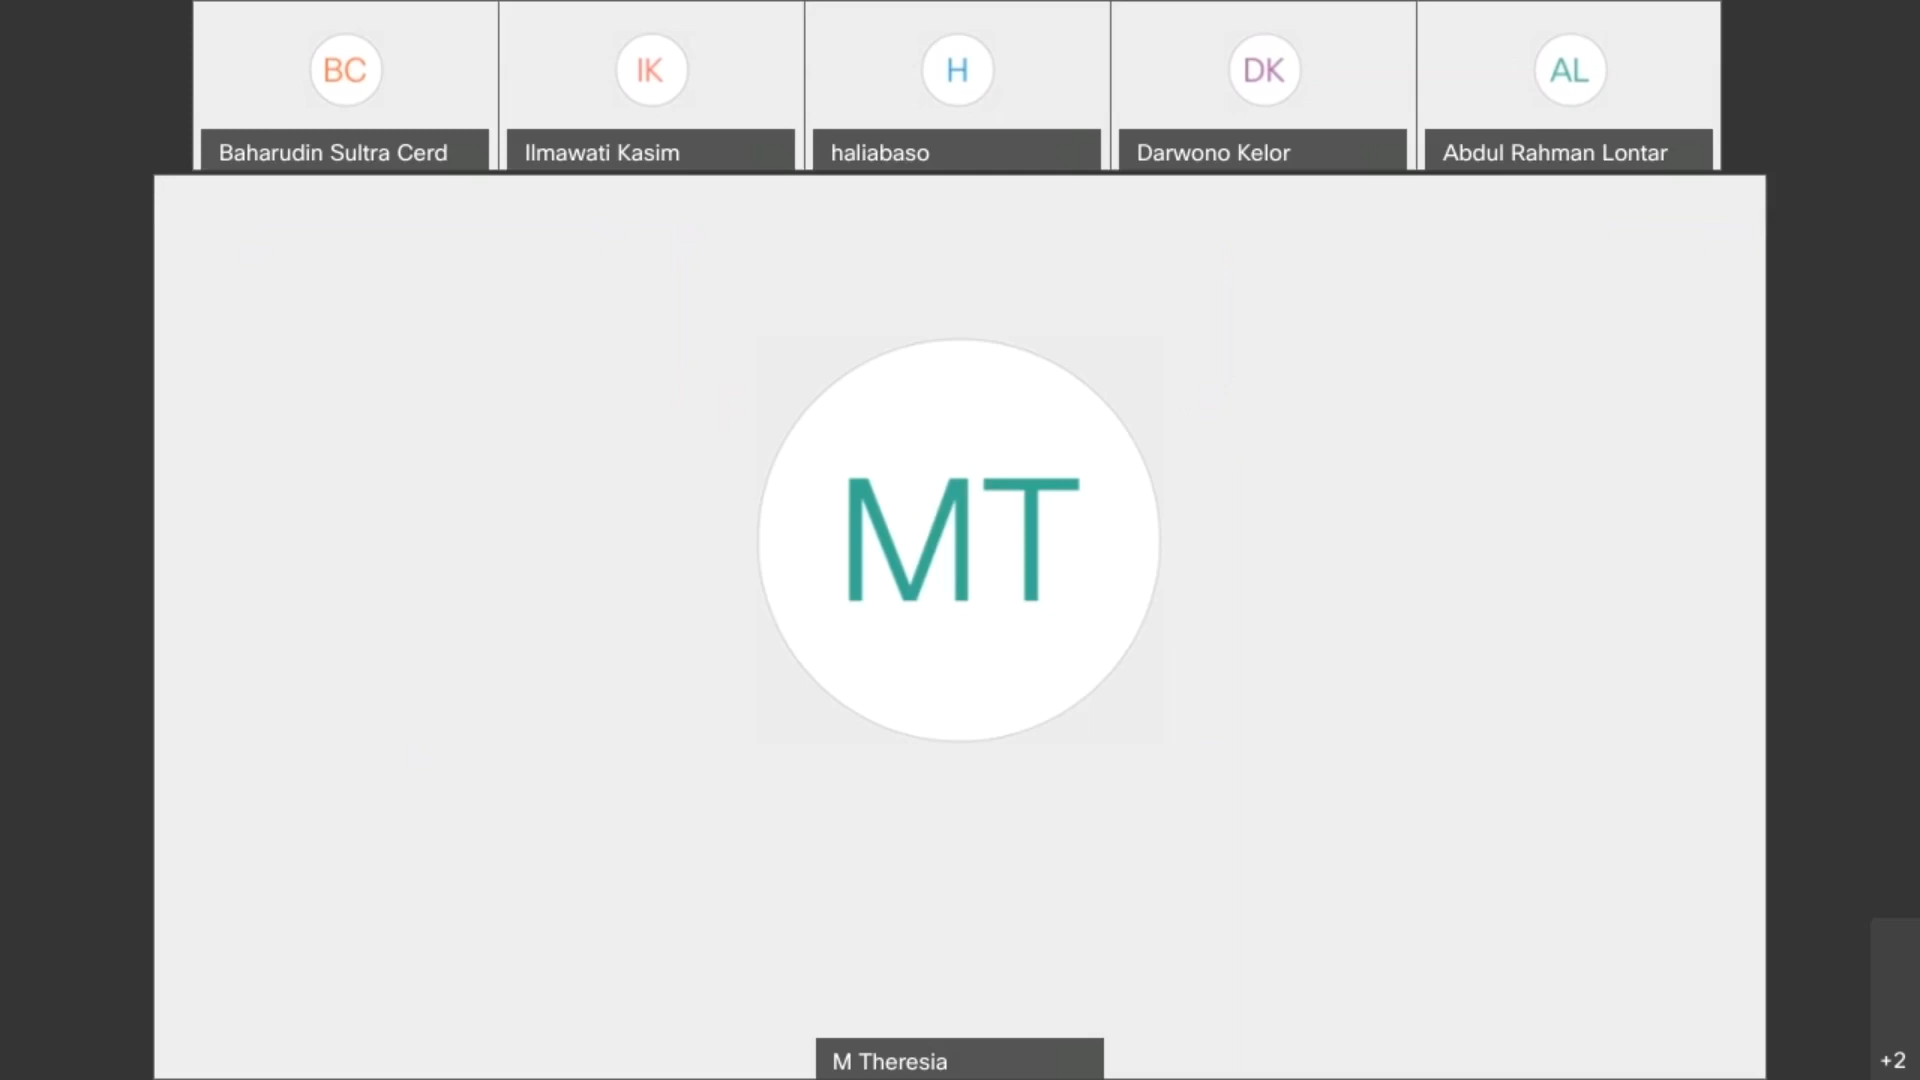 BC
IK
H
DK
AL
Baharudin Sultra Cerd
Ilmawati Kasim
haliabaso
Darwono Kelor
Abdul Rahman Lontar
MT
M Theresia
+2